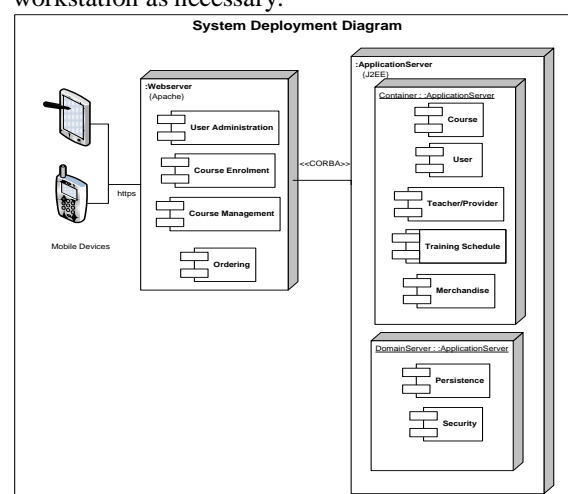 workstation as necessary.
System Deployment Diagram
:Webserver
{Apache}
User Administration
Course Enrolment
Course Management
Ordering
https
Mobile Devices
<<CORBA>>
:ApplicationServer
{J2EE}
Container : :ApplicationServer
Course
User
Teacher/Provider
Training Schedule
Merchandise
DomainServer : :ApplicationServer
Persistence
Security